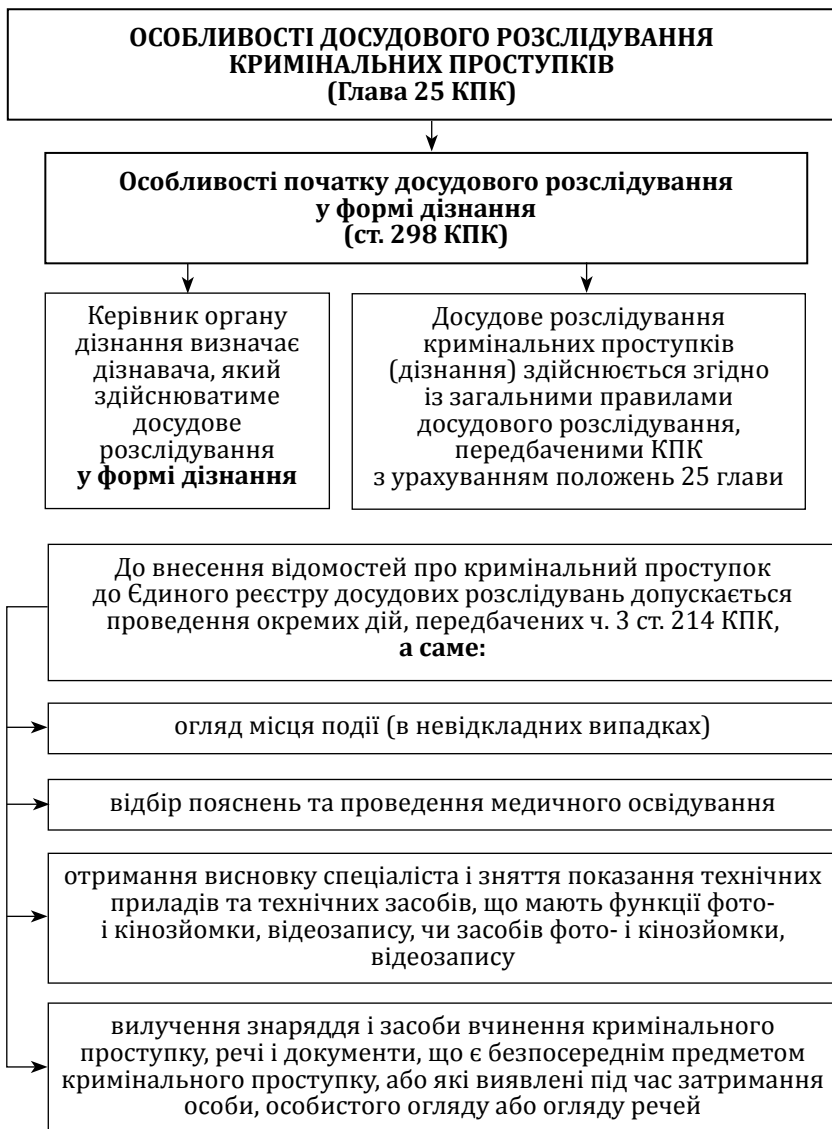 ОСОБЛИВОСТІ ДОСУДОВОГО РОЗСЛІДУВАННЯ
КРИМІНАЛЬНИХ ПРОСТУПКІВ
(Глава 25 КПК)
Особливості початку досудового розслідування
у формі дізнання
(ст. 298 КПК)
Керівник органу
дізнання визначає
дізнавача, який
здійснюватиме
досудове
розслідування
у формі дізнання
Досудове розслідування
кримінальних проступків
(дізнання) здійснюється згідно
із загальними правилами
досудового розслідування,
передбаченими КПК
з урахуванням положень 25 глави
До внесення відомостей про кримінальний проступок
до Єдиного реєстру досудових розслідувань допускається
проведення окремих дій, передбачених ч. 3 ст. 214 КПК,
а саме:
огляд місця події (в невідкладних випадках)
відбір пояснень та проведення медичного освідування
отримання висновку спеціаліста і зняття показання технічних
приладів та технічних засобів, що мають функції фото-
і кінозйомки, відеозапису, чи засобів фото- і кінозйомки,
відеозапису
вилучення знаряддя і засоби вчинення кримінального
проступку, речі і документи, що є безпосереднім предметом
кримінального проступку, або які виявлені під час затримання
особи, особистого огляду або огляду речей